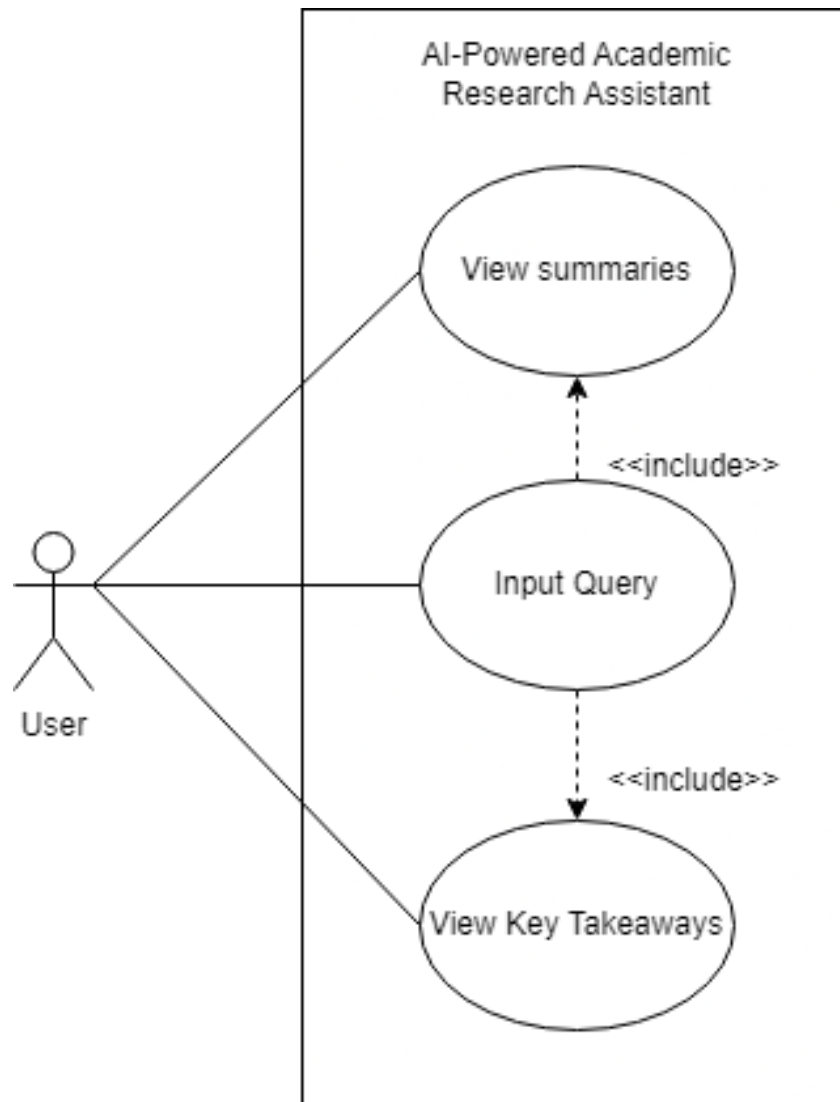 AI-Powered Academic
Research Assistant
View summaries
<<include>>
Input Query
User
<<include>>
View Key Takeaways